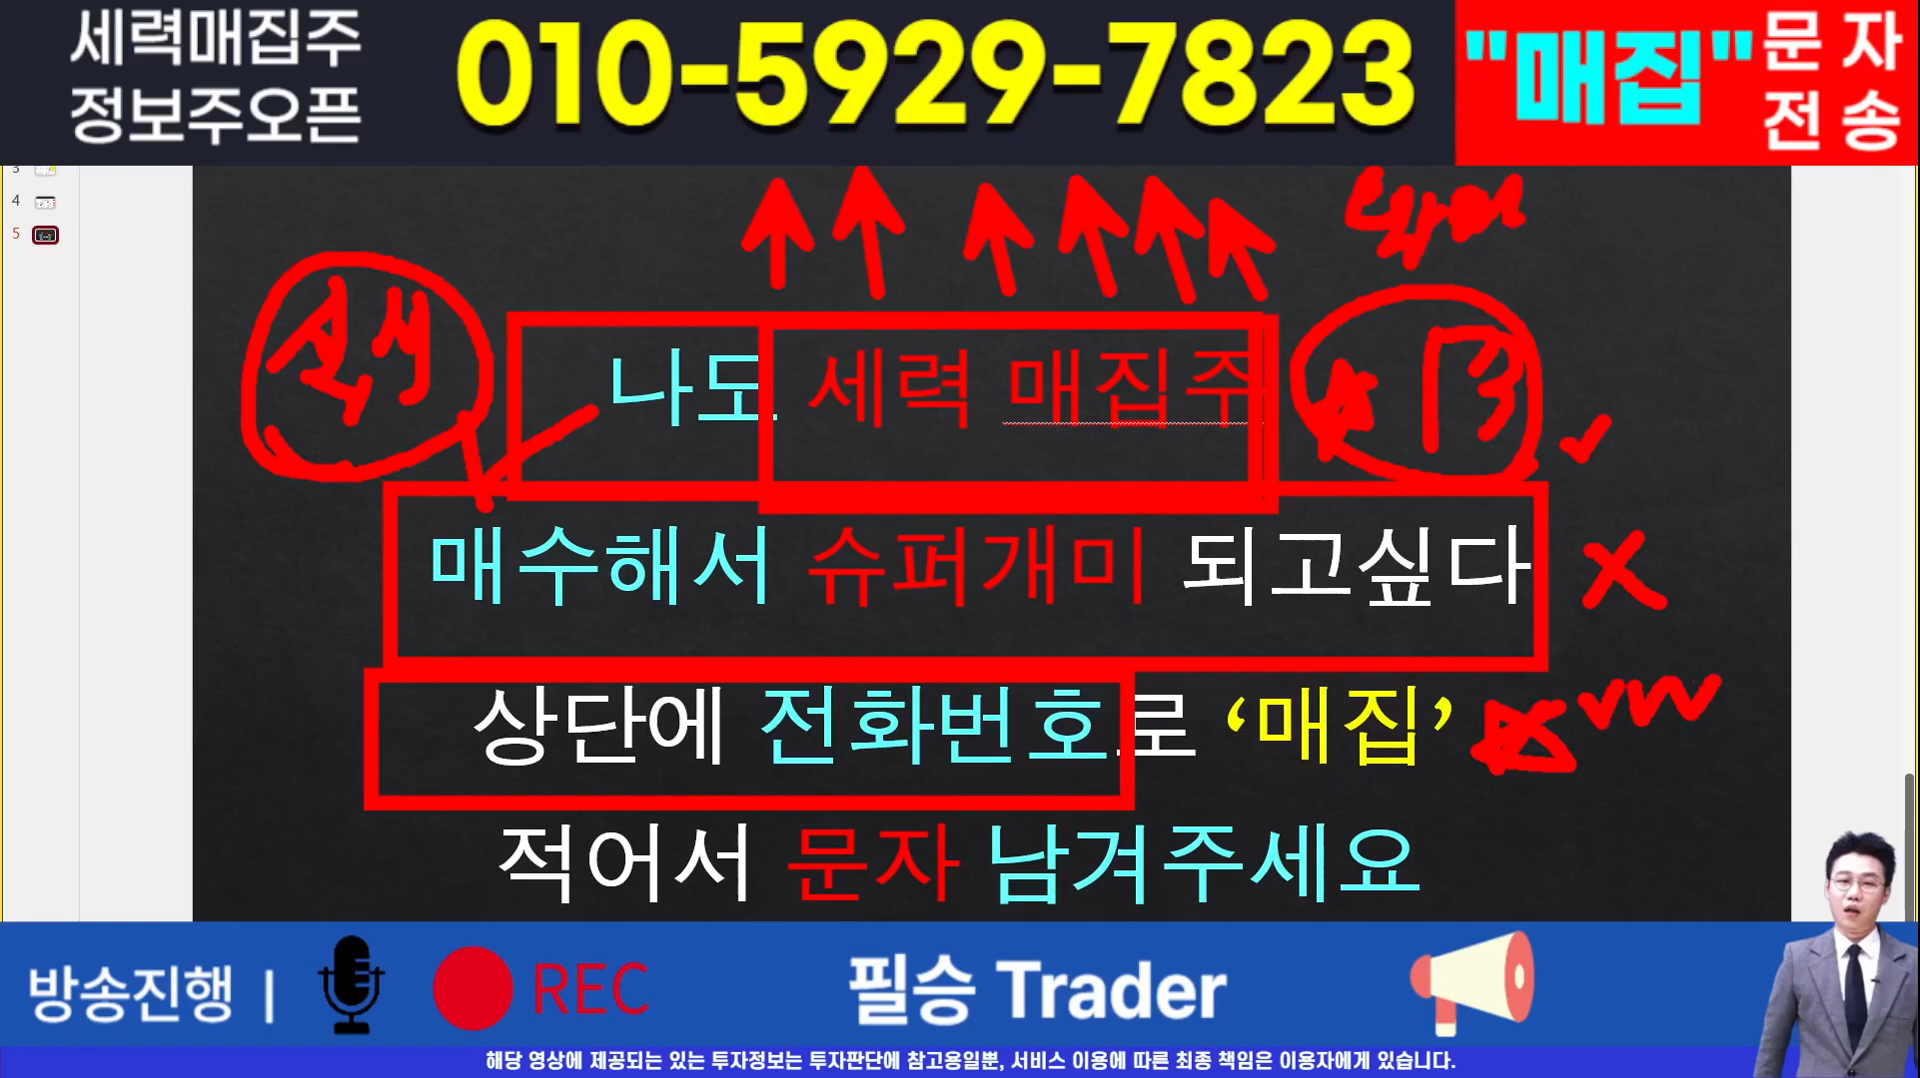 세력매집주
정보주오픈
010-5929-7823
"매집"
문자
전송
3
4
5
나도 세력 매집주
매수해서 슈퍼개미 되고싶다
상단에 전화번호로 ‘매집’
적어서 문자 남겨주세요
방송진행 |
REC
필승 Trader
해당 영상에 제공되는 있는 투자정보는 투자판단에 참고용일뿐, 서비스 이용에 따른 최종 책임은 이용자에게 있습니다.